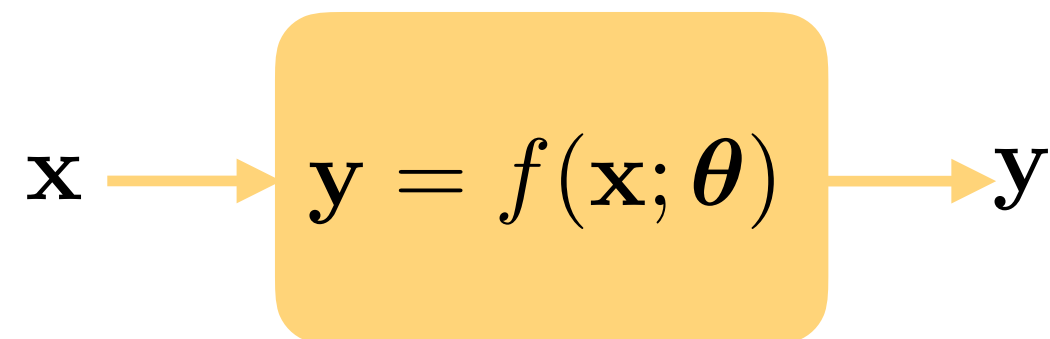 𝐱 𝐲 = f(𝐱; 𝜽) 𝐲